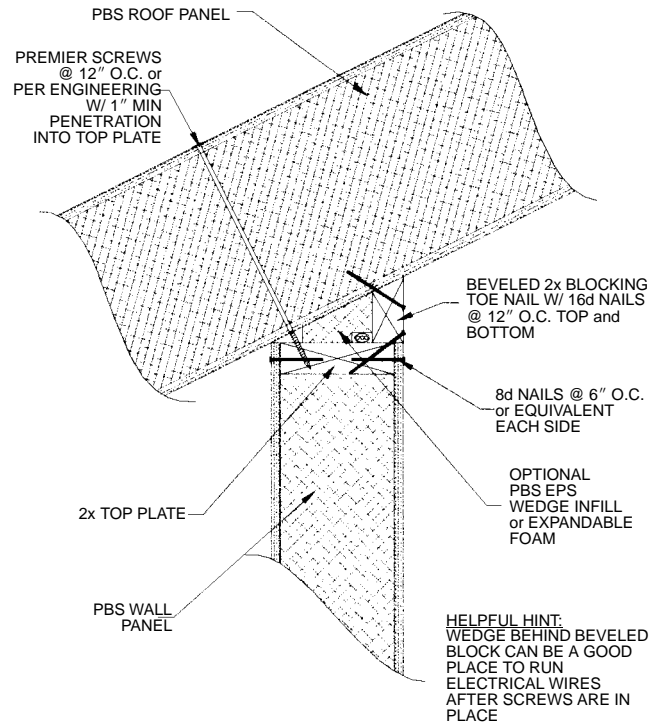 PBS ROOF PANEL
PREMIER SCREWS
@ 12" O.C. or
PER ENGINEERING
W/ 1" MIN
PENETRATION
INTO TOP PLATE
BEVELED 2x BLOCKING
TOE NAIL W/ 16d NAILS
@ 12" O.C. TOP and
BOTTOM
8d NAILS @ 6" O.C.
or EQUIVALENT
EACH SIDE
OPTIONAL
PBS EPS
WEDGE INFILL
or EXPANDABLE
FOAM
2x TOP PLATE
PBS WALL
PANEL
HELPFUL HINT:
WEDGE BEHIND BEVELED
BLOCK CAN BE A GOOD
PLACE TO RUN
ELECTRICAL WIRES
AFTER SCREWS ARE IN
PLACE